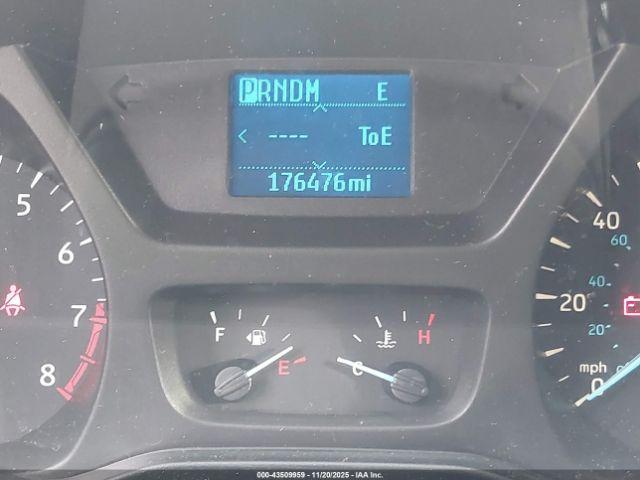 PRNDM E
< ---- ToE
176476mi
5
6
7
8
F
E
C
H
40
60
20
40
20
mph
0
000-43509959 - 11/20/2025 - IAA Inc.